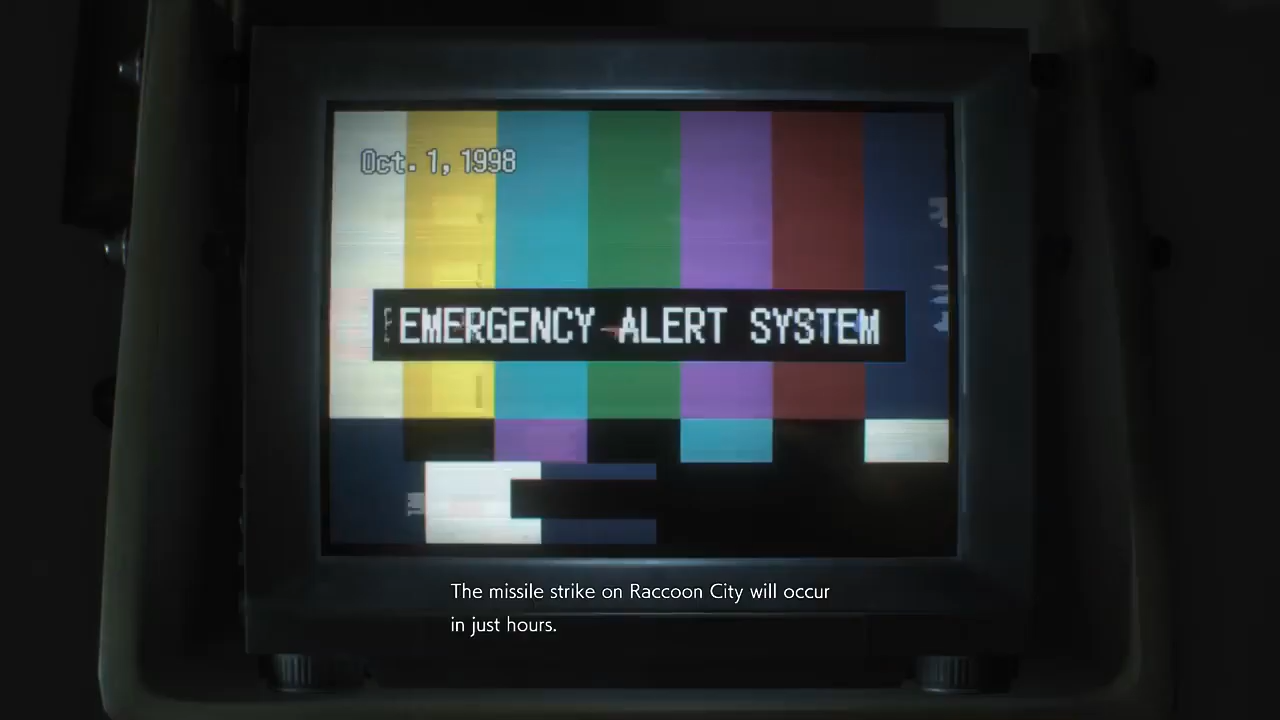 Oct. 1, 1998
EMERGENCY ALERT SYSTEM
The missile strike on Raccoon City will occur
in just hours.